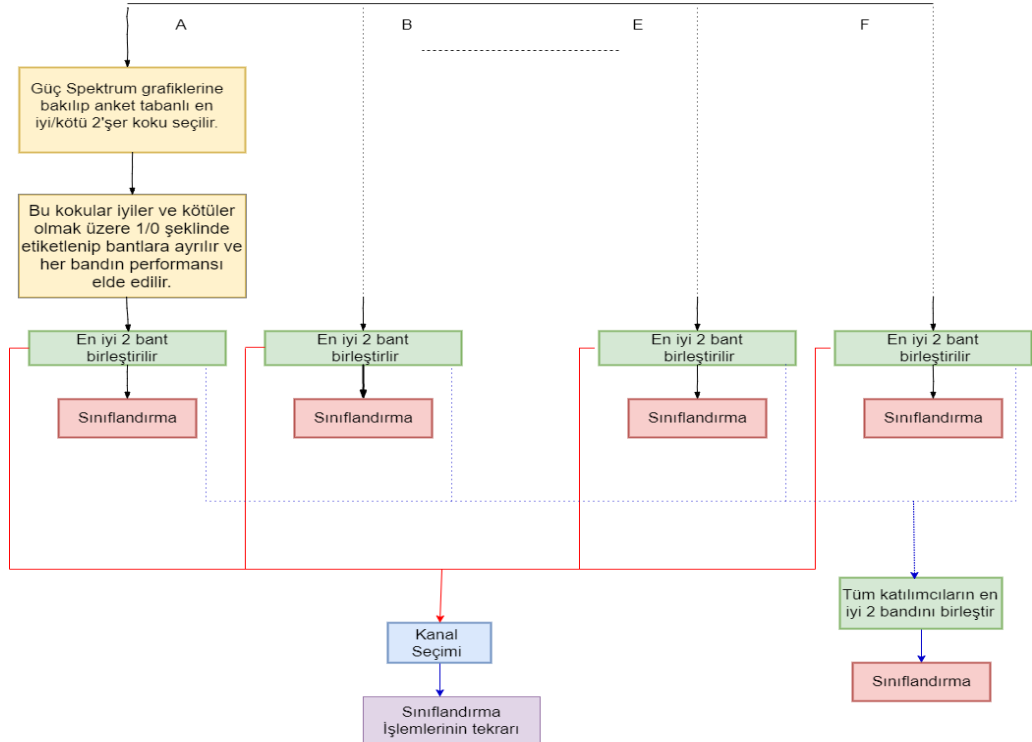 A
B
E
F
Güç Spektrum grafiklerine
bakılıp anket tabanlı en
iyi/kötü 2'şer koku seçilir.
Bu kokular iyiler ve kötüler
olmak üzere 1/0 şeklinde
etiketlenip bantlara ayrılır ve
her bandın performansı
elde edilir.
En iyi 2 bant
birleştirilir
En iyi 2 bant
birleştirlir
En iyi 2 bant
birleştirilir
En iyi 2 bant
birleştirilir
Sınıflandırma
Sınıflandırma
Sınıflandırma
Sınıflandırma
Tüm katılımcıların en
iyi 2 bandını birleştir
Kanal
Seçimi
Sınıflandırma
Sınıflandırma
İşlemlerinin tekrarı